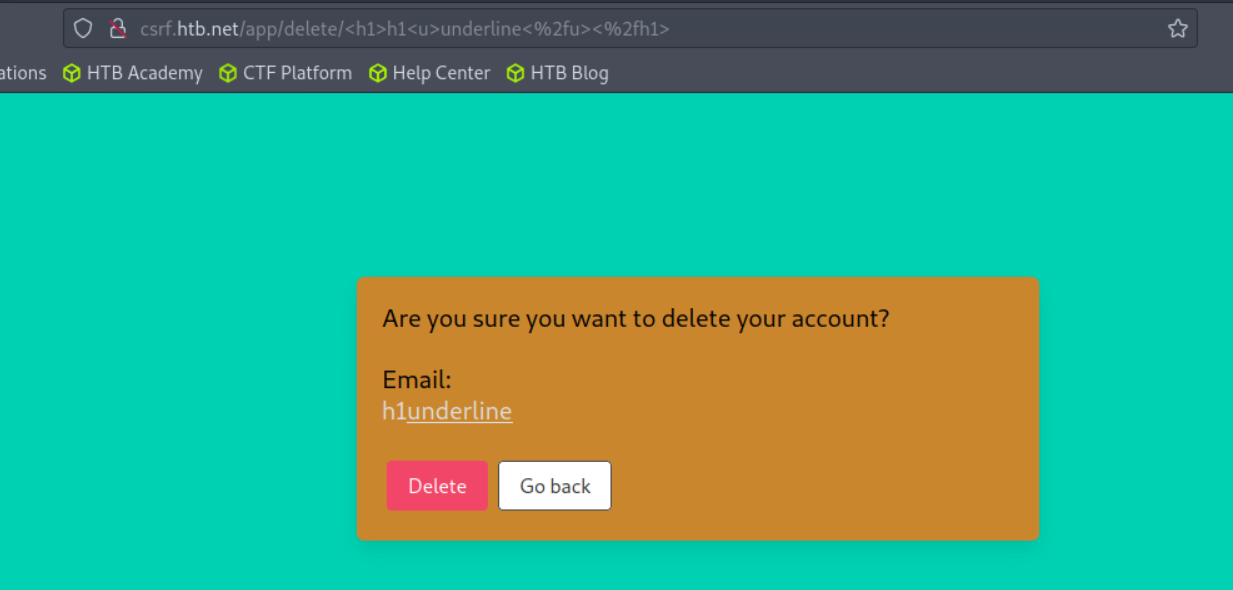 csrf.htb.net/app/delete/<h1>h1<u>underline<%2fu><%2fh1>
ations HTB Academy CTF Platform Help Center HTB Blog
Are you sure you want to delete your account?
Email:
h1underline
Delete Go back